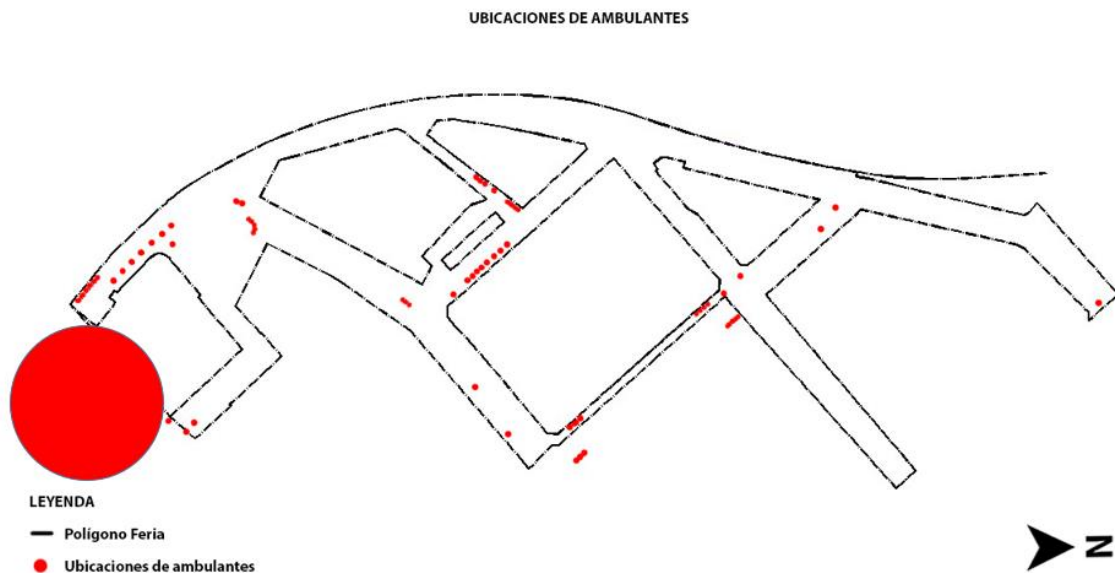 UBICACIONES DE AMBULANTES
LEYENDA
Polígono Feria
Ubicaciones de ambulantes
N